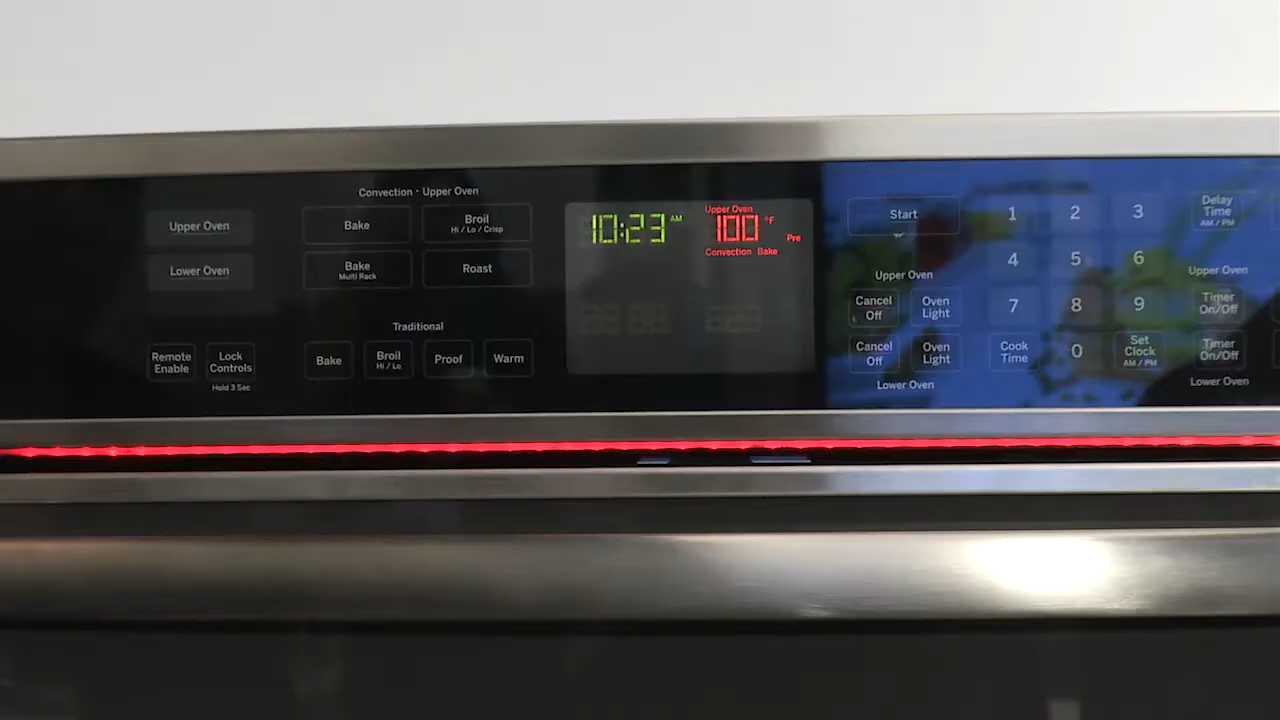 Convection · Upper Oven
Upper Oven
Lower Oven
Bake
Broil
Hi / Lo / Crisp
Bake
Multi Rack
Roast
Traditional
Remote
Enable
Lock
Controls
Hold 3 Sec
Bake
Broil
Hi / Lo
Proof
Warm
10:23 AM
Upper Oven
100 °F
Pre
Convection Bake
Start
Upper Oven
Cancel
Off
Oven
Light
Cancel
Off
Oven
Light
Lower Oven
1 2 3
4 5 6
7 8 9
Cook
Time
0
Set
Clock
AM / PM
Delay
Time
AM / PM
Upper Oven
Timer
On/Off
Timer
On/Off
Lower Oven